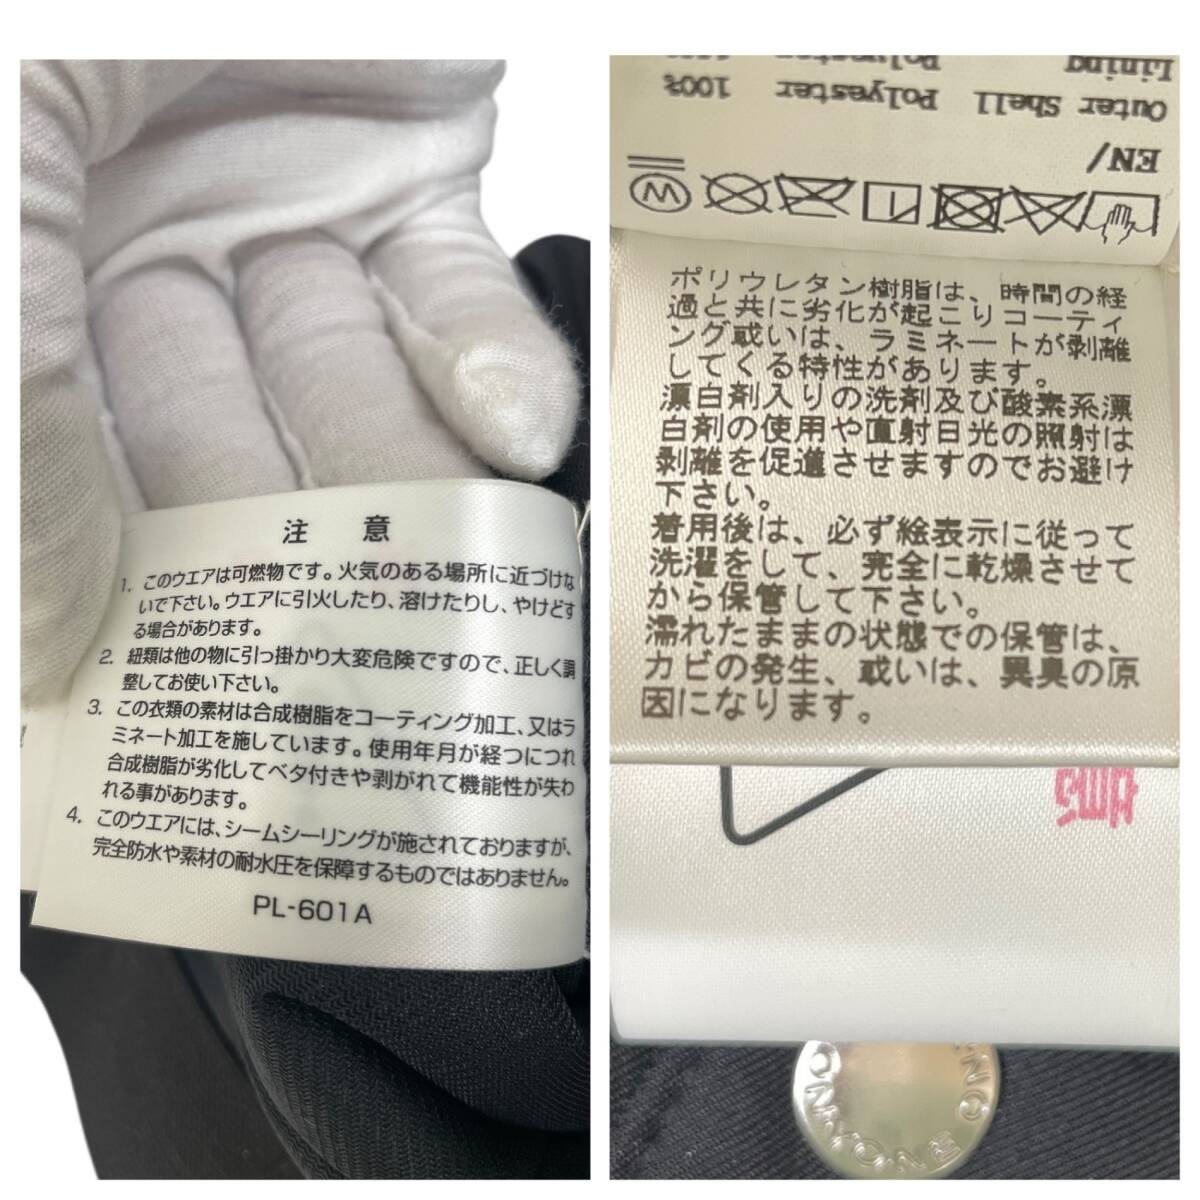 注 意
1. このウエアは可燃物です。火気のある場所に近づけな
いで下さい。ウエアに引火したり、溶けたりし、やけどす
る場合があります。
2. 紐類は他の物に引っ掛かり大変危険ですので、正しく調
整してお使い下さい。
3. この衣類の素材は合成樹脂をコーティング加工、又はラ
ミネート加工を施しています。使用年月が経つにつれ
合成樹脂が劣化してベタ付きや剥がれて機能性が失わ
れる事があります。
4. このウエアには、シームシーリングが施されておりますが、
完全防水や素材の耐水圧を保障するものではありません。
PL-601A
EN/
Outer Shell Polyester 100%
Lining Polyester
W
ポリウレタン樹脂は、時間の経
過と共に劣化が起こりコーティ
ング或いは、ラミネートが剥離
してくる特性があります。
漂白剤入りの洗剤及び酸素系漂
白剤の使用や直射日光の照射は
剥離を促進させますのでお避け
下さい。
着用後は、必ず絵表示に従って
洗濯をして、完全に乾燥させて
から保管して下さい。
濡れたままの状態での保管は、
カビの発生、或いは、異臭の原
因になります。
ONYONE